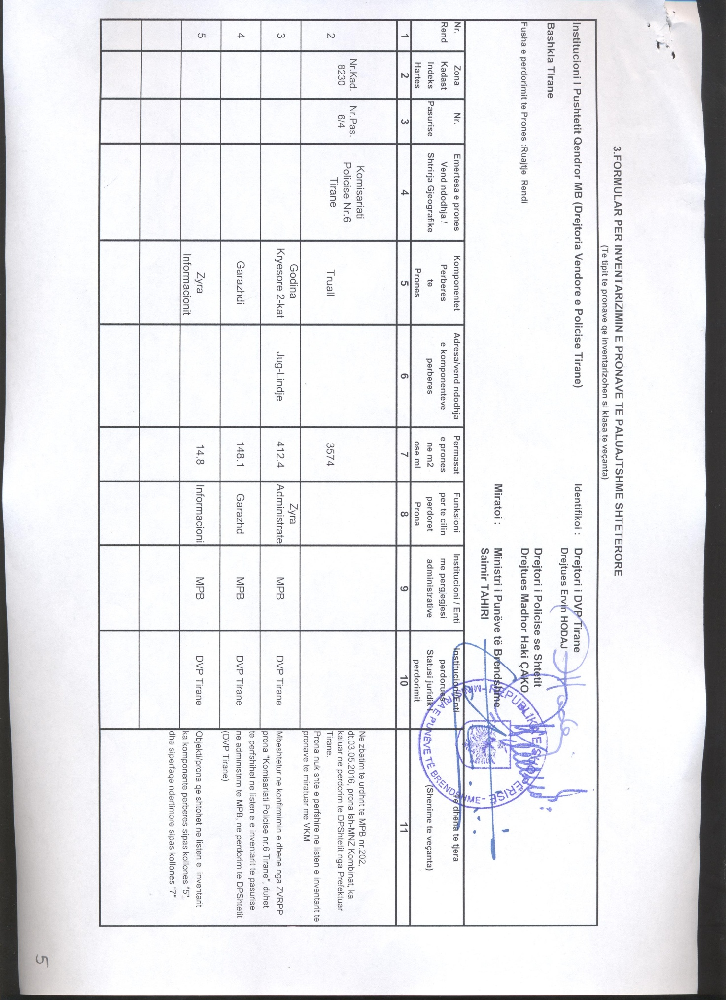 3.FORMULAR PER INVENTARIZIMIN E PRONAVE TE PALUAJTSHME SHTETERORE
(Te tipit te pronave qe inventarizohen si klasa te veçanta)
Institucioni I Pushtetit Qendror MB (Drejtoria Vendore e Policise Tirane)
Bashkia Tirane
Fusha e perdorimit te Prones :Ruajtje Rendi
Identifikoi : Drejtori i DVP Tirane
Drejtues Ervin HODAJ
Drejtori i Policise se Shtetit
Drejtues Madhor Haki ÇAKO
Miratoi : Ministri i Punëve të Brendshme
Saimir TAHIRI
Nr.
Rend
Zona
Kadast
Indeks
Hartes
Nr.
Pasurise
Emertesa e prones
Vend ndodhja /
Shtrirja Gjeografike
Komponentet
Perberes
te
Prones
Adresa/vend ndodhja
e komponenteve
perberes
Permasat
e prones
ne m2
ose ml
Funksioni
per te cilin
perdoret
Prona
Institucioni / Enti
me pergjegjesi
administrative
Institucioni/Enti
perdorues
Statusi juridik I
perdorimit
Te dhena te tjera
(Shenime te veçanta)
1 2 3 4 5 6 7 8 9 10 11
2
Nr.Kad.
8230
Nr.Pas.
6/4
Komisariati
Policise Nr.6
Tirane
Truall
3574
Ne zbatim te urdhrit te MPB nr.202,
dt.03.05.2016, prona Ish-MNZ Kombinat, ka
kaluar ne perdorim te DPShtetit nga Prefektuar
Tirane.
Prona nuk shte e perfshire ne listen e inventarit te
pronave te miratuar me VKM
3
Godina
Kryesore 2-kat
Jug-Lindje
412.4
Zyra
Administrate
MPB
DVP Tirane
Mbeshtetur ne konfirmimin e dhene nga ZVRPP
prona "Komisariati Policise nr.6 Tirane", duhet
te perfshihet ne listen e e inventarit te pasurise
ne administrim te MPB, ne perdorim te DPShtetit
(DVP Tirane)
4
Garazhdi
148.1
Garazhd
MPB
DVP Tirane
5
Zyra
Informacionit
14.8
Informacioni
MPB
DVP Tirane
Objekti/prona qe shtohet ne listen e inventarit
ka komponente perberes sipas kollones "5"
dhe siperfaqe ndertimore sipas kollones "7"
REPUBLIKA E SHQIPËRISË - MINISTRIA E PUNËVE TË BRENDSHME -
5